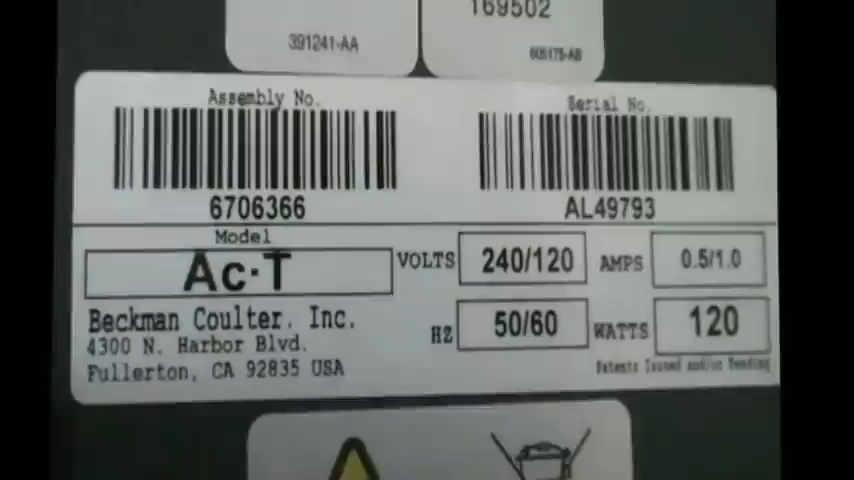 169502
391241-AA
606175-AB
Assembly No.
Serial No.
6706366
AL49793
Model
Ac·T
VOLTS 240/120 AMPS 0.5/1.0
Beckman Coulter, Inc.
HZ 50/60 WATTS 120
4300 N. Harbor Blvd.
Fullerton, CA 92835 USA
Patents Issued and/or Pending